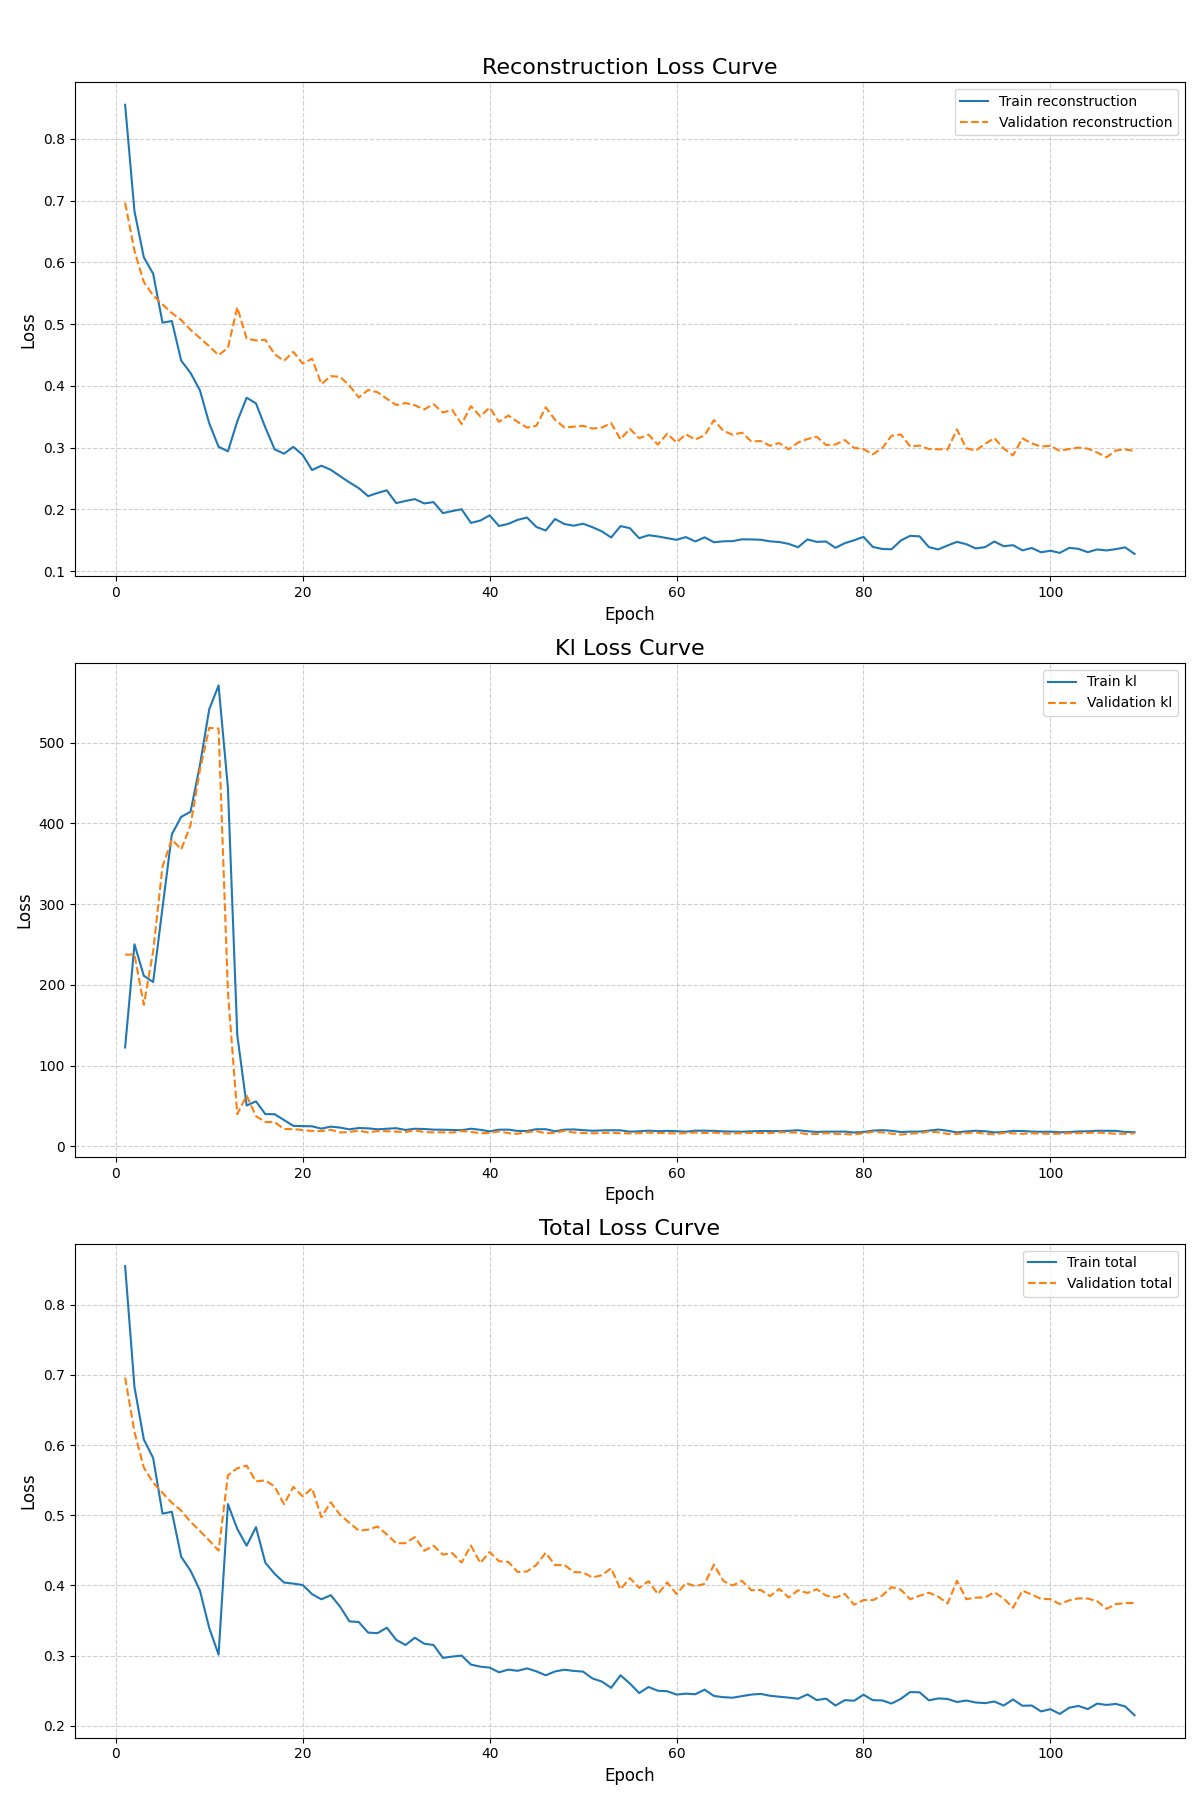 Reconstruction Loss Curve
Train reconstruction
Validation reconstruction
Loss
0.8
0.7
0.6
0.5
0.4
0.3
0.2
0.1
0 20 40 60 80 100
Epoch
Kl Loss Curve
Train kl
Validation kl
Loss
500
400
300
200
100
0
0 20 40 60 80 100
Epoch
Total Loss Curve
Train total
Validation total
Loss
0.8
0.7
0.6
0.5
0.4
0.3
0.2
0 20 40 60 80 100
Epoch